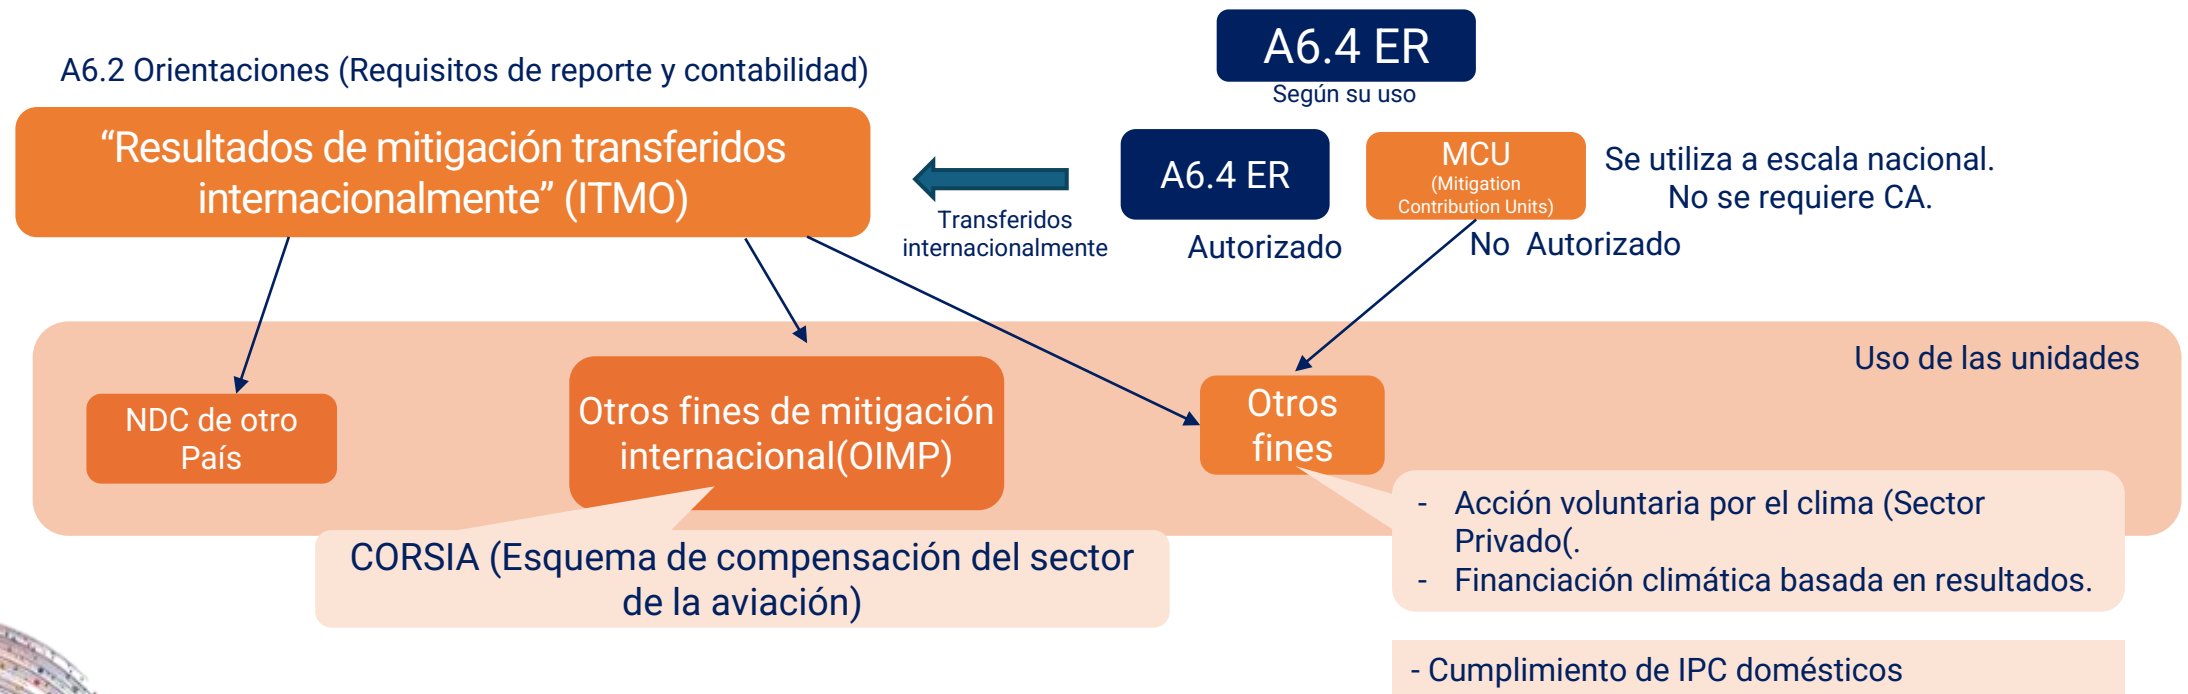 A6.4 ER
Según su uso
A6.2 Orientaciones (Requisitos de reporte y contabilidad)
“Resultados de mitigación transferidos
internacionalmente” (ITMO)
Transferidos
internacionalmente
A6.4 ER
Autorizado
MCU
(Mitigation
Contribution Units)
No Autorizado
Se utiliza a escala nacional.
No se requiere CA.
Uso de las unidades
NDC de otro
País
Otros fines de mitigación
internacional(OIMP)
Otros
fines
CORSIA (Esquema de compensación del sector
de la aviación)
- Acción voluntaria por el clima (Sector
Privado(.
- Financiación climática basada en resultados.
- Cumplimiento de IPC domésticos